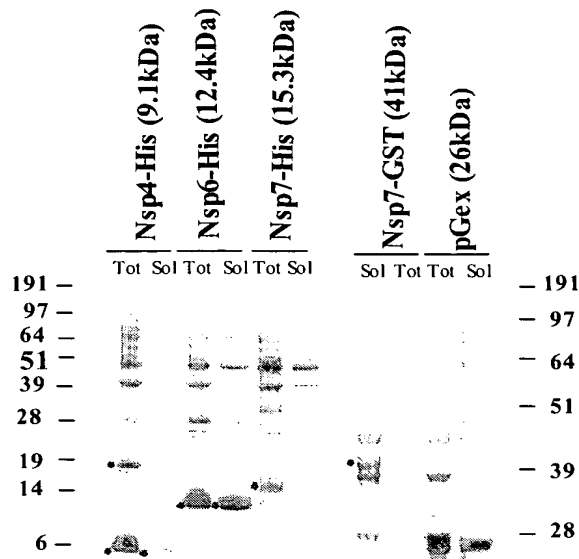 Nsp4-His (9.1kDa)
Nsp6-His (12.4kDa)
Nsp7-His (15.3kDa)
Nsp7-GST (41kDa)
pGex (26kDa)
Tot Sol Tot Sol Tot Sol Sol Tot Tot Sol
191 191
97 97
64 64
51 51
39 39
28 28
19
14
6